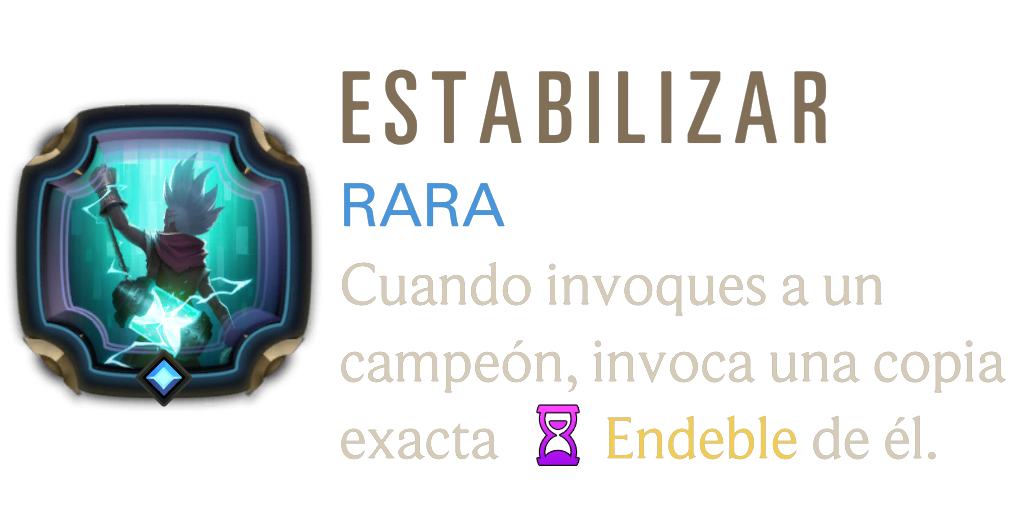 ESTABILIZAR
RARA
Cuando invoques a un
campeón, invoca una copia
exacta Endeble de él.